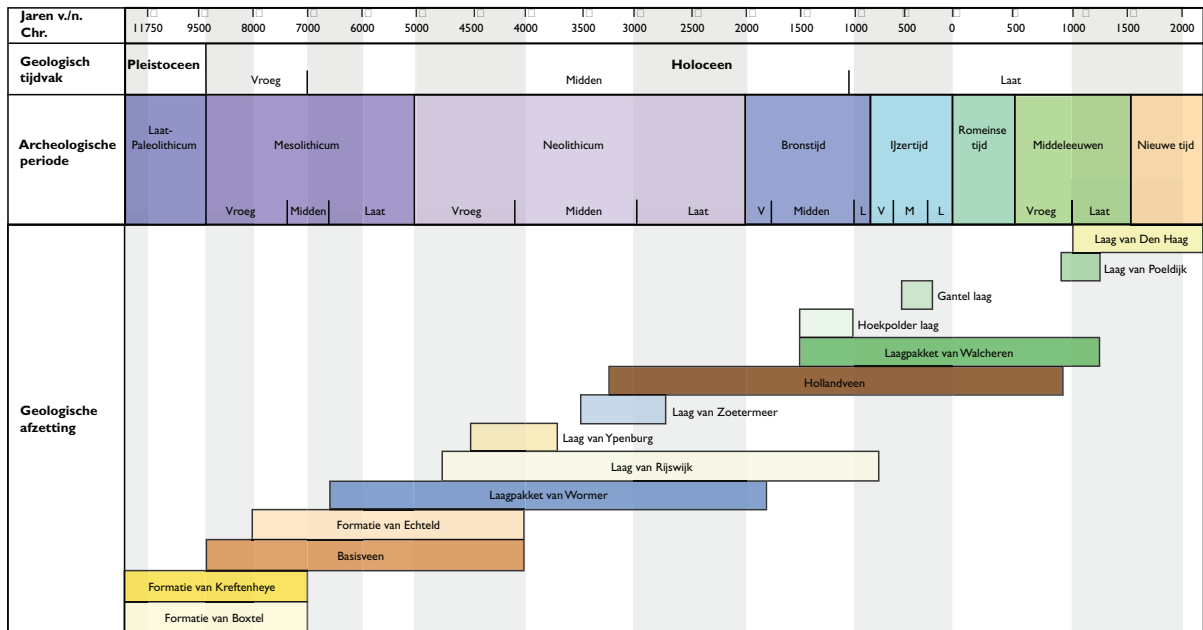 Jaren v./n.
Chr.
11750 9500 8000 7000 6000 5000 4000 3000 2000 1500 1000 500 0 500 1000 1500 2000
Geologisch
tijdvak
Pleistoceen Holoceen
Vroeg Midden Laat
Archeologische
periode
Laat-
Paleolithicum
Mesolithicum
Neolithicum
Bronstijd
IJzertijd
Romeinse
tijd
Middeleeuwen
Nieuwe tijd
Vroeg Midden Laat Vroeg Midden Laat V Midden L V M L Vroeg Laat
Geologische
afzetting
Laag van Den Haag
Laag van Poeldijk
Gantel laag
Hoekpolder laag
Laagpakket van Walcheren
Hollandveen
Laag van Zoetermeer
Laag van Ypenburg
Laag van Rijswijk
Laagpakket van Wormer
Formatie van Echteld
Basisveen
Formatie van Kreftenheye
Formatie van Boxtel